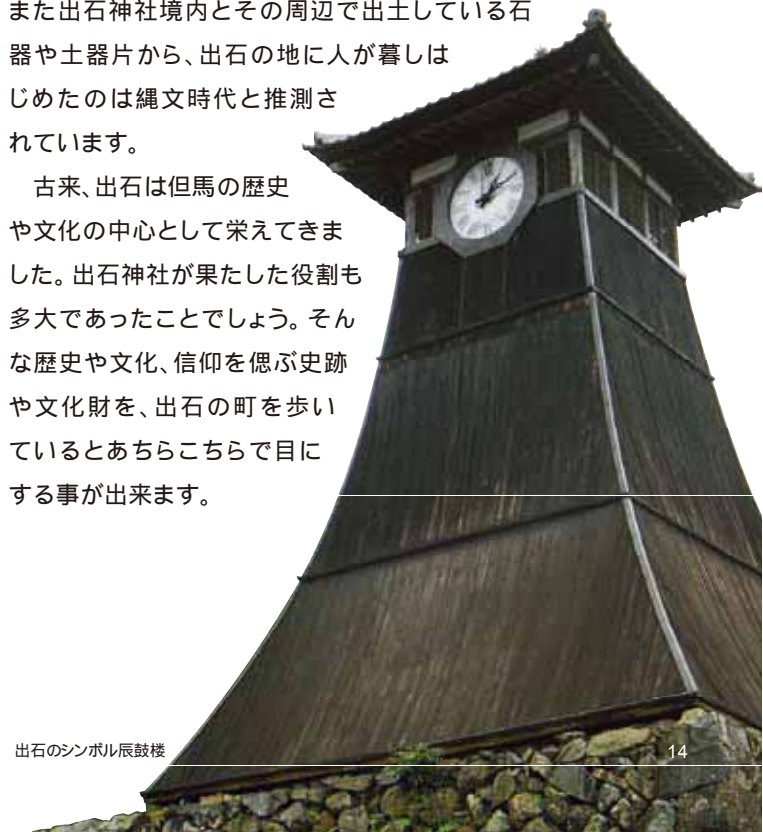 また出石神社境内とその周辺で出土している石
器や土器片から、出石の地に人が暮しは
じめたのは縄文時代と推測さ
れています。
　古来、出石は但馬の歴史
や文化の中心として栄えてきま
した。出石神社が果たした役割も
多大であったことでしょう。そん
な歴史や文化、信仰を偲ぶ史跡
や文化財を、出石の町を歩い
ているとあちらこちらで目に
する事が出来ます。
出石のシンボル辰鼓楼
14